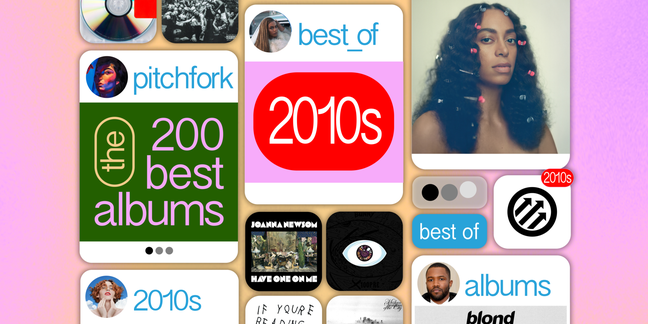 best_of
pitchfork
2010s
the
200
best
albums
2010s
best of
JOANNA NEWSOM
HAVE ONE ON ME
2010s
albums
blond
IF YOU'RE
READING